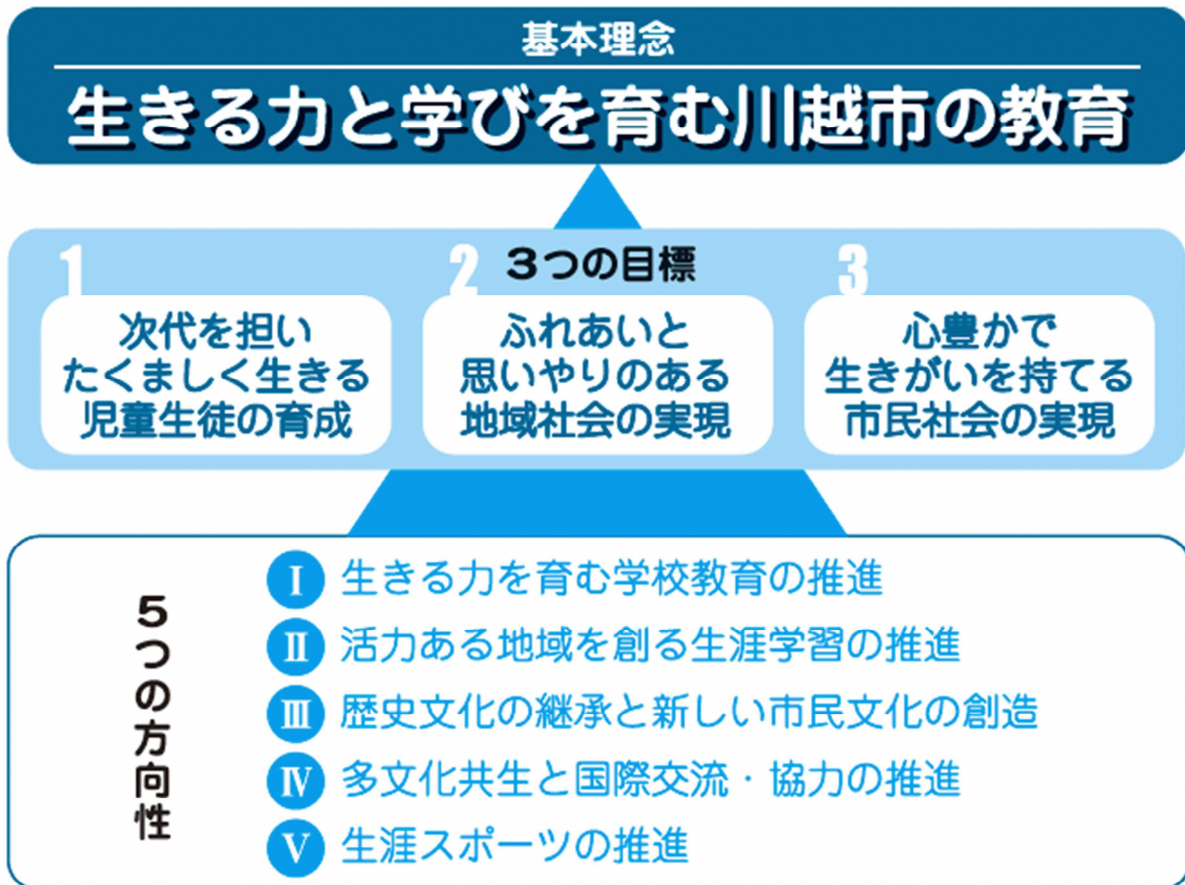 基本理念
生きる力と学びを育む川越市の教育
3つの目標
1
次代を担い
たくましく生きる
児童生徒の育成
2
ふれあいと
思いやりのある
地域社会の実現
3
心豊かで
生きがいを持てる
市民社会の実現
5つの方向性
Ⅰ 生きる力を育む学校教育の推進
Ⅱ 活力ある地域を創る生涯学習の推進
Ⅲ 歴史文化の継承と新しい市民文化の創造
Ⅳ 多文化共生と国際交流・協力の推進
Ⅴ 生涯スポーツの推進